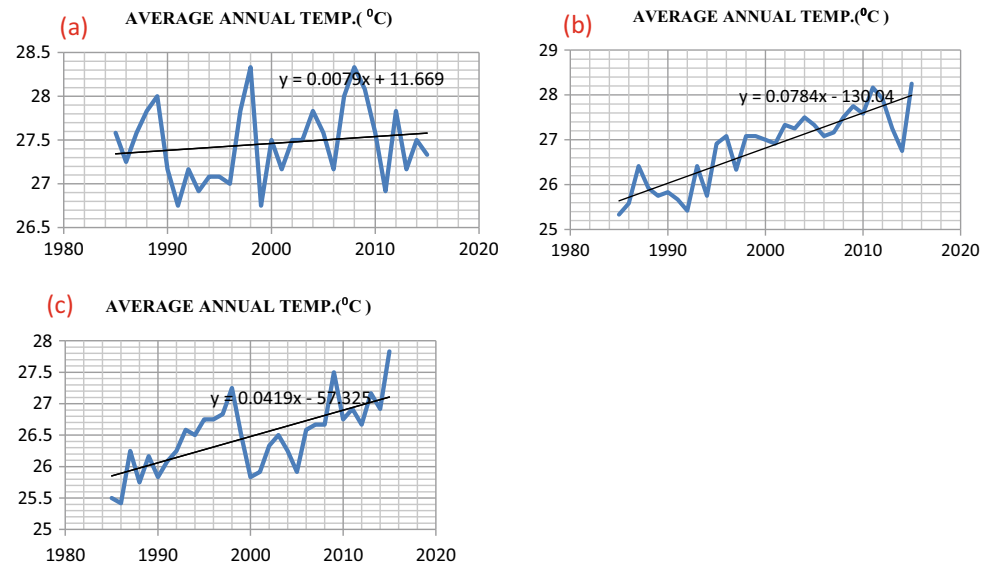 (a) AVERAGE ANNUAL TEMP.( ⁰C)
28.5
28
27.5
27
26.5
y = 0.0079x + 11.669
1980 1990 2000 2010 2020
(b) AVERAGE ANNUAL TEMP.(⁰C)
29
28
27
26
25
y = 0.0784x - 130.04
1980 1990 2000 2010 2020
(c) AVERAGE ANNUAL TEMP.(⁰C )
28
27.5
27
26.5
26
25.5
25
y = 0.0419x - 57.325
1980 1990 2000 2010 2020